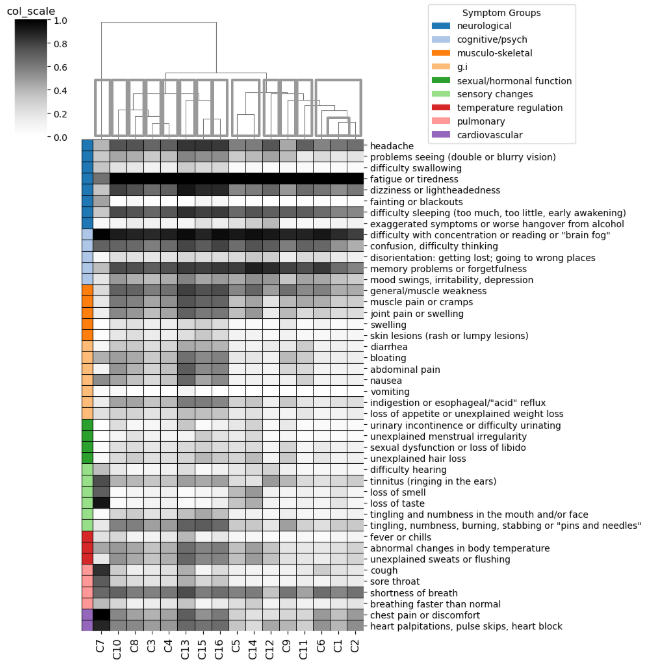 col_scale
1.0
0.8
0.6
0.4
0.2
0.0
Symptom Groups
neurological
cognitive/psych
musculo-skeletal
g.i
sexual/hormonal function
sensory changes
temperature regulation
pulmonary
cardiovascular
headache
problems seeing (double or blurry vision)
difficulty swallowing
fatigue or tiredness
dizziness or lightheadedness
fainting or blackouts
difficulty sleeping (too much, too little, early awakening)
exaggerated symptoms or worse hangover from alcohol
difficulty with concentration or reading or "brain fog"
confusion, difficulty thinking
disorientation: getting lost; going to wrong places
memory problems or forgetfulness
mood swings, irritability, depression
general/muscle weakness
muscle pain or cramps
joint pain or swelling
swelling
skin lesions (rash or lumpy lesions)
diarrhea
bloating
abdominal pain
nausea
vomiting
indigestion or esophageal/"acid" reflux
loss of appetite or unexplained weight loss
urinary incontinence or difficulty urinating
unexplained menstrual irregularity
sexual dysfunction or loss of libido
unexplained hair loss
difficulty hearing
tinnitus (ringing in the ears)
loss of smell
loss of taste
tingling and numbness in the mouth and/or face
tingling, numbness, burning, stabbing or "pins and needles"
fever or chills
abnormal changes in body temperature
unexplained sweats or flushing
cough
sore throat
shortness of breath
breathing faster than normal
chest pain or discomfort
heart palpitations, pulse skips, heart block
C7 C10 C8 C3 C4 C13 C15 C16 C5 C14 C12 C9 C11 C6 C1 C2